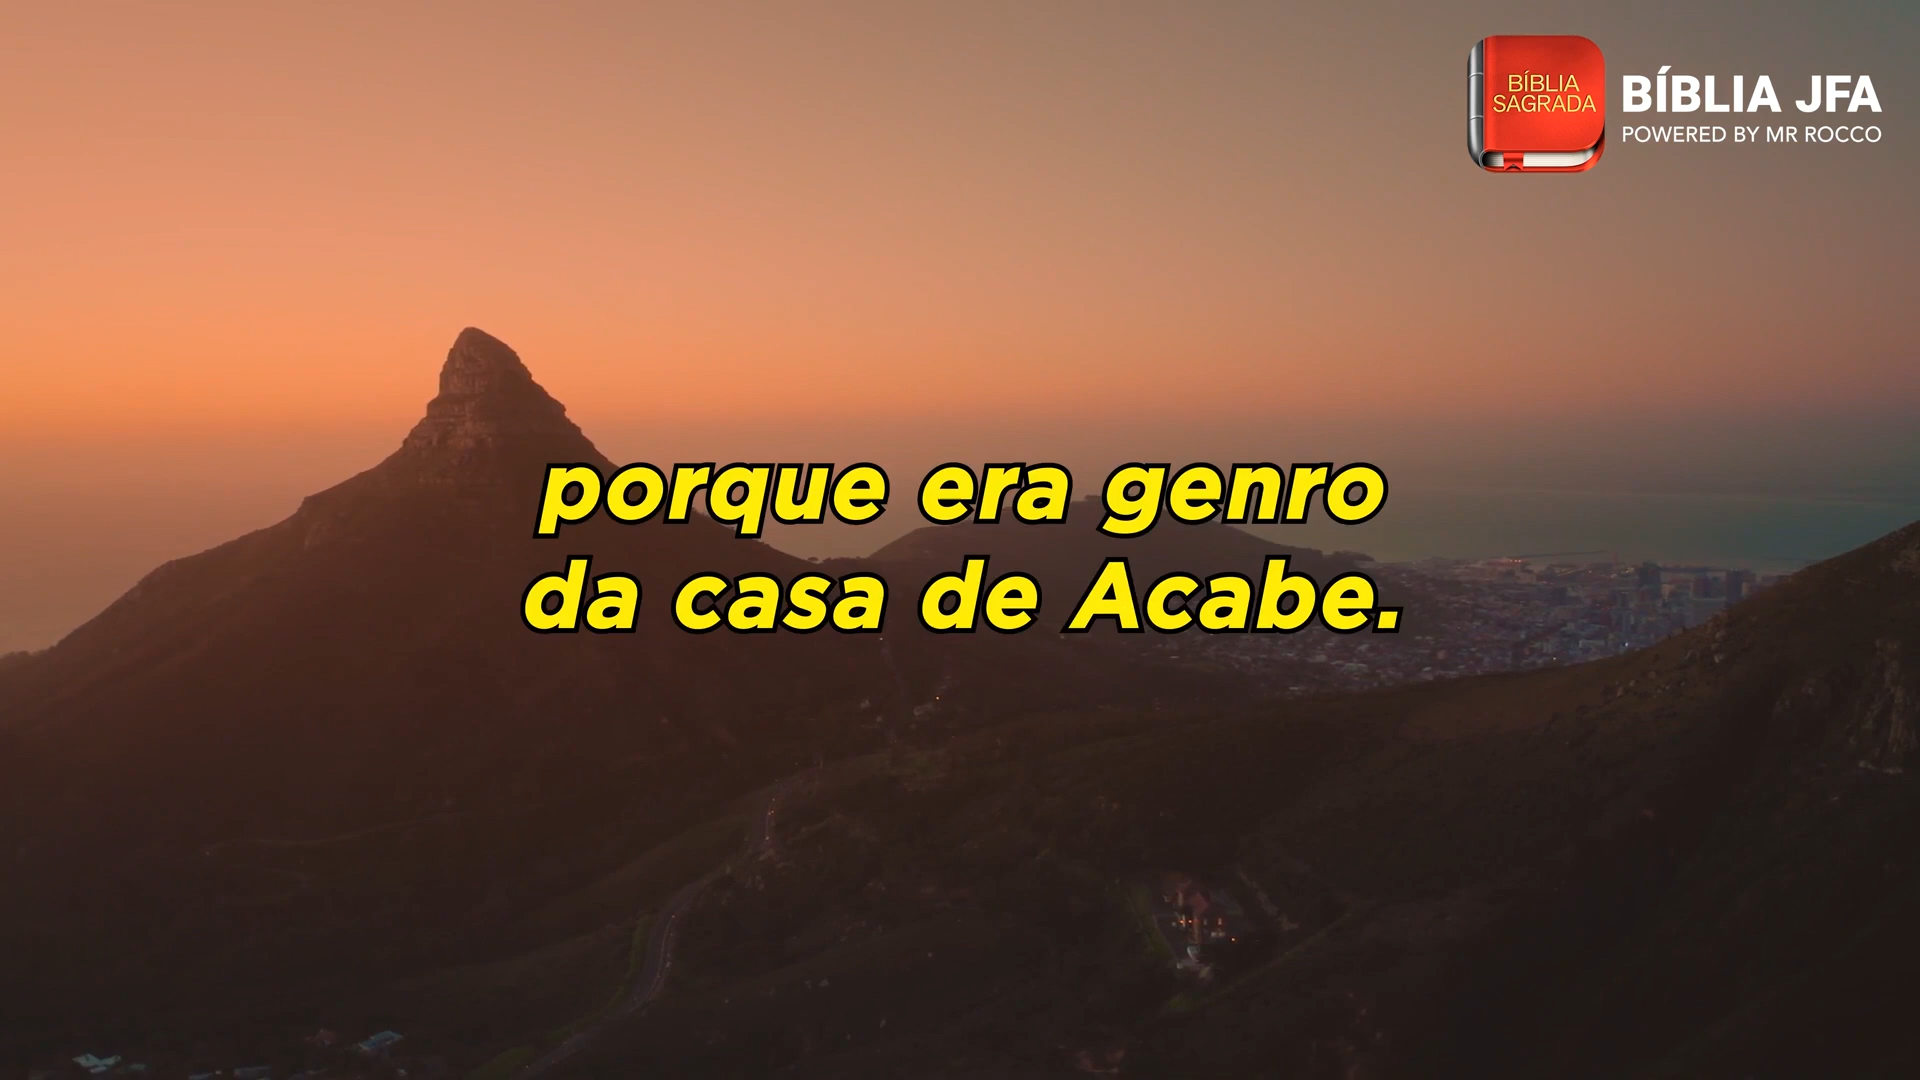 BÍBLIA
SAGRADA
BÍBLIA JFA
POWERED BY MR ROCCO
porque era genro
da casa de Acabe.